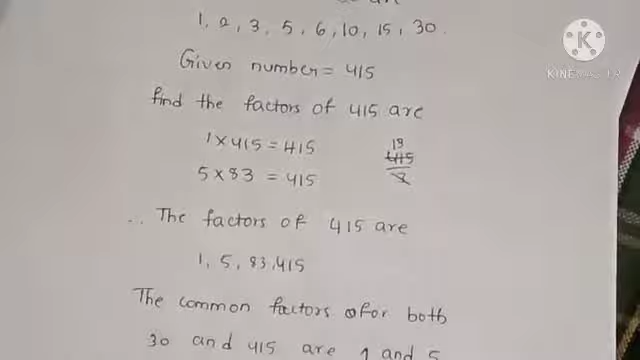 1, 2, 3, 5, 6, 10, 15, 30.
Given number = 415
find the factors of 415 are
1 × 415 = 415
5 × 83 = 415
∴ The factors of 415 are
1, 5, 83, 415
The common factors of for both
30 and 415 are 1 and 5
K
KINEMASTER